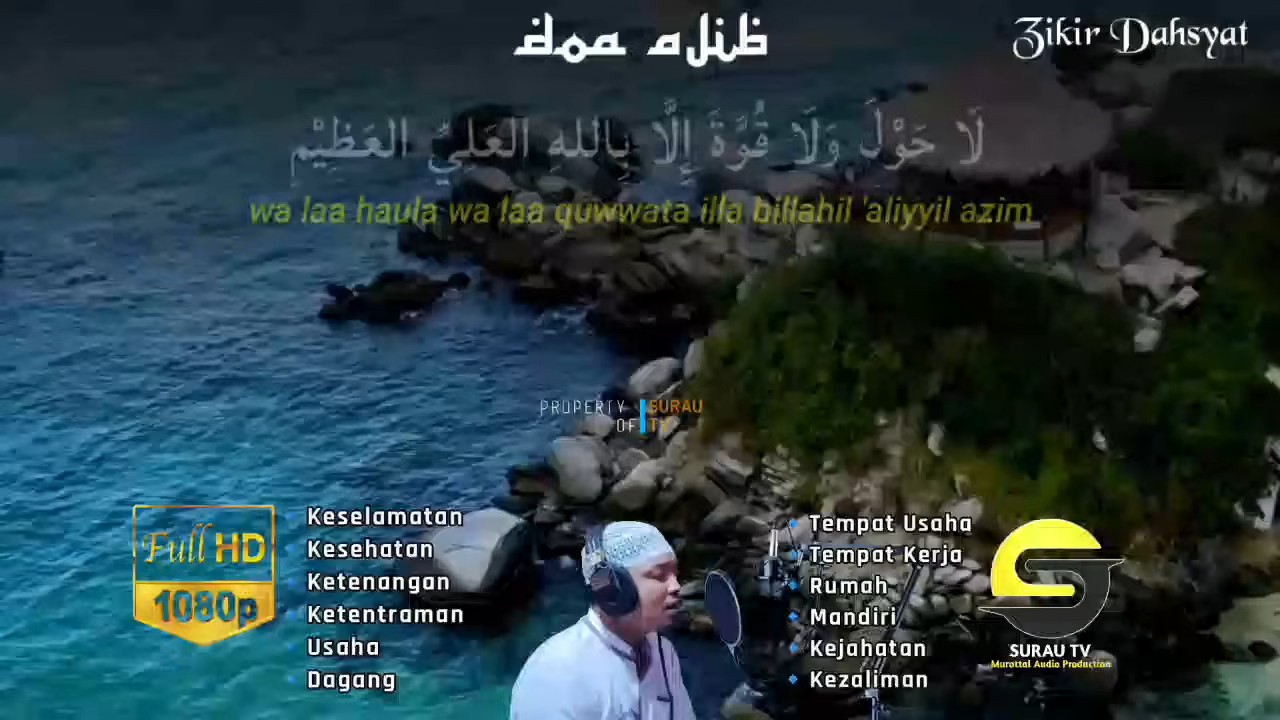 doa ajib
Zikir Dahsyat
لَا حَوْلَ وَلَا قُوَّةَ إِلَّا بِاللهِ العَلِيِّ العَظِيْمِ
wa laa haula wa laa quwwata illa billahil 'aliyyil azim
PROPERTY OF
SURAU TV
Full HD
1080p
Keselamatan
Kesehatan
Ketenangan
Ketentraman
Usaha
Dagang
Tempat Usaha
Tempat Kerja
Rumah
Mandiri
Kejahatan
Kezaliman
SURAU TV
Murottal Audio Production